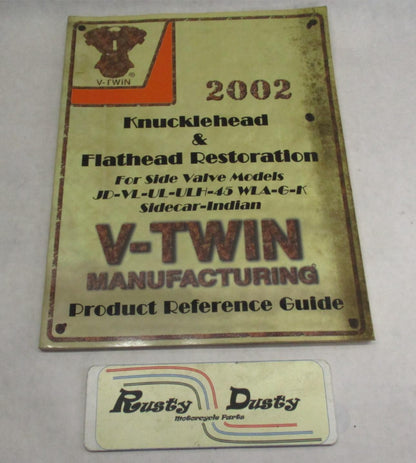 V-TWIN
®
2002
Knucklehead
&
Flathead Restoration
For Side Valve Models
JD-VL-UL-ULH-45 WLA-G-K
Sidecar-Indian
V-TWIN
MANUFACTURING®
Product Reference Guide
Rusty Dusty
Motorcycle Parts